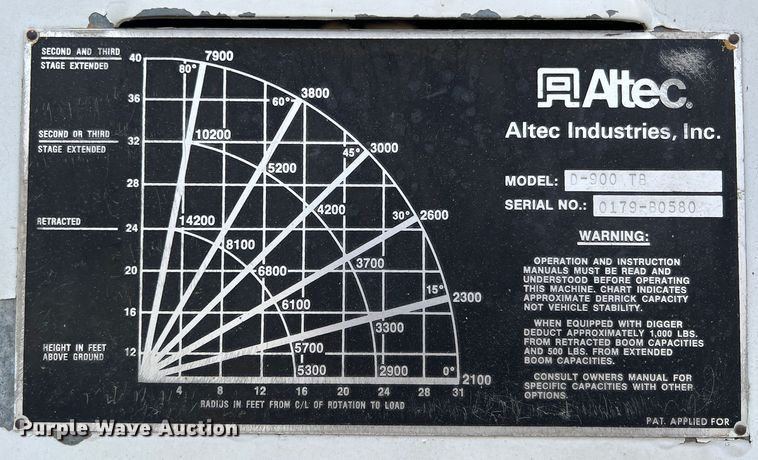 SECOND AND THIRD
STAGE EXTENDED
SECOND OR THIRD
STAGE EXTENDED
RETRACTED
HEIGHT IN FEET
ABOVE GROUND
40
36
32
28
24
20
16
12
80°
7900
60°
3800
45°
3000
30°
2600
15°
2300
0°
2100
10200
5200
4200
3700
3300
2900
14200
8100
6800
6100
5700
5300
4 8 12 16 20 24 28 31
RADIUS IN FEET FROM C/L OF ROTATION TO LOAD
Altec®
Altec Industries, Inc.
MODEL: D-900 TB
SERIAL NO.: 0179-B0580
WARNING:
OPERATION AND INSTRUCTION
MANUALS MUST BE READ AND
UNDERSTOOD BEFORE OPERATING
THIS MACHINE. CHART INDICATES
APPROXIMATE DERRICK CAPACITY
NOT VEHICLE STABILITY.
WHEN EQUIPPED WITH DIGGER
DEDUCT APPROXIMATELY 1,000 LBS.
FROM RETRACTED BOOM CAPACITIES
AND 500 LBS. FROM EXTENDED
BOOM CAPACITIES.
CONSULT OWNERS MANUAL FOR
SPECIFIC CAPACITIES WITH OTHER
OPTIONS.
PAT. APPLIED FOR
Purple Wave Auction